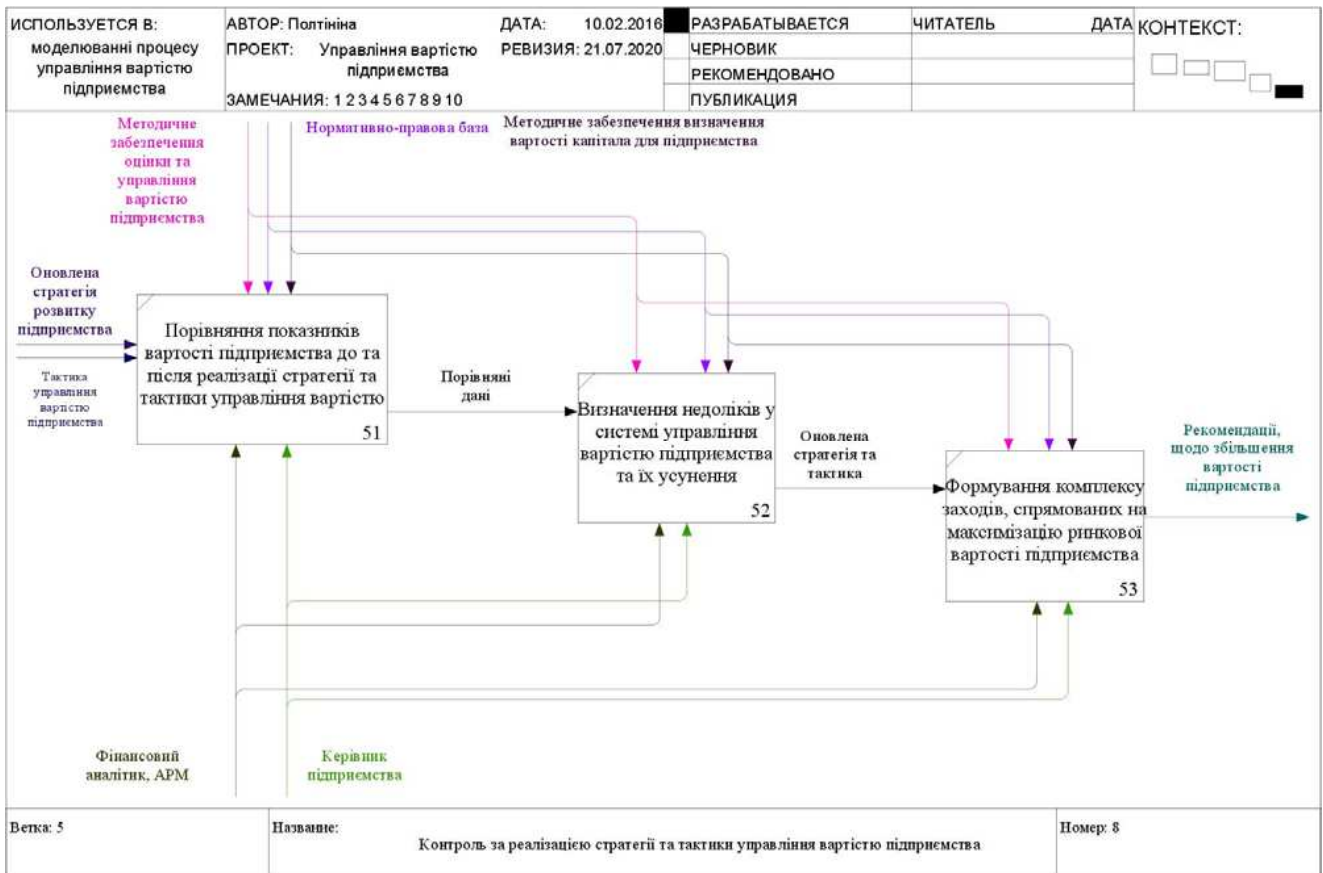 ИСПОЛЬЗУЕТСЯ В:
моделюванні процесу
управління вартістю
підприємства
АВТОР: Полтініна
ДАТА: 10.02.2016
ПРОЕКТ: Управління вартістю
підприємства
РЕВИЗИЯ: 21.07.2020
ЗАМЕЧАНИЯ: 1 2 3 4 5 6 7 8 9 10
РАЗРАБАТЫВАЕТСЯ
ЧЕРНОВИК
РЕКОМЕНДОВАНО
ПУБЛИКАЦИЯ
ЧИТАТЕЛЬ
ДАТА
КОНТЕКСТ:
Методичне
забезпечення
оцінки та
управління
вартістю
підприємства
Нормативно-правова база
Методичне забезпечення визначення
вартості капітала для підприємства
Оновлена
стратегія
розвитку
підприємства
Тактика
управління
вартістю
підприємства
Порівняння показників
вартості підприємства до та
після реалізації стратегії та
тактики управління вартістю
51
Порівняні
дані
Визначення недоліків у
системі управління
вартістю підприємства
та їх усунення
52
Оновлена
стратегія та
тактика
Формування комплексу
заходів, спрямованих на
максимізацію ринкової
вартості підприємства
53
Рекомендації,
щодо збільшення
вартості
підприємства
Фінансовий
аналітик, АРМ
Керівник
підприємства
Ветка: 5
Название:
Контроль за реалізацією стратегії та тактики управління вартістю підприємства
Номер: 8